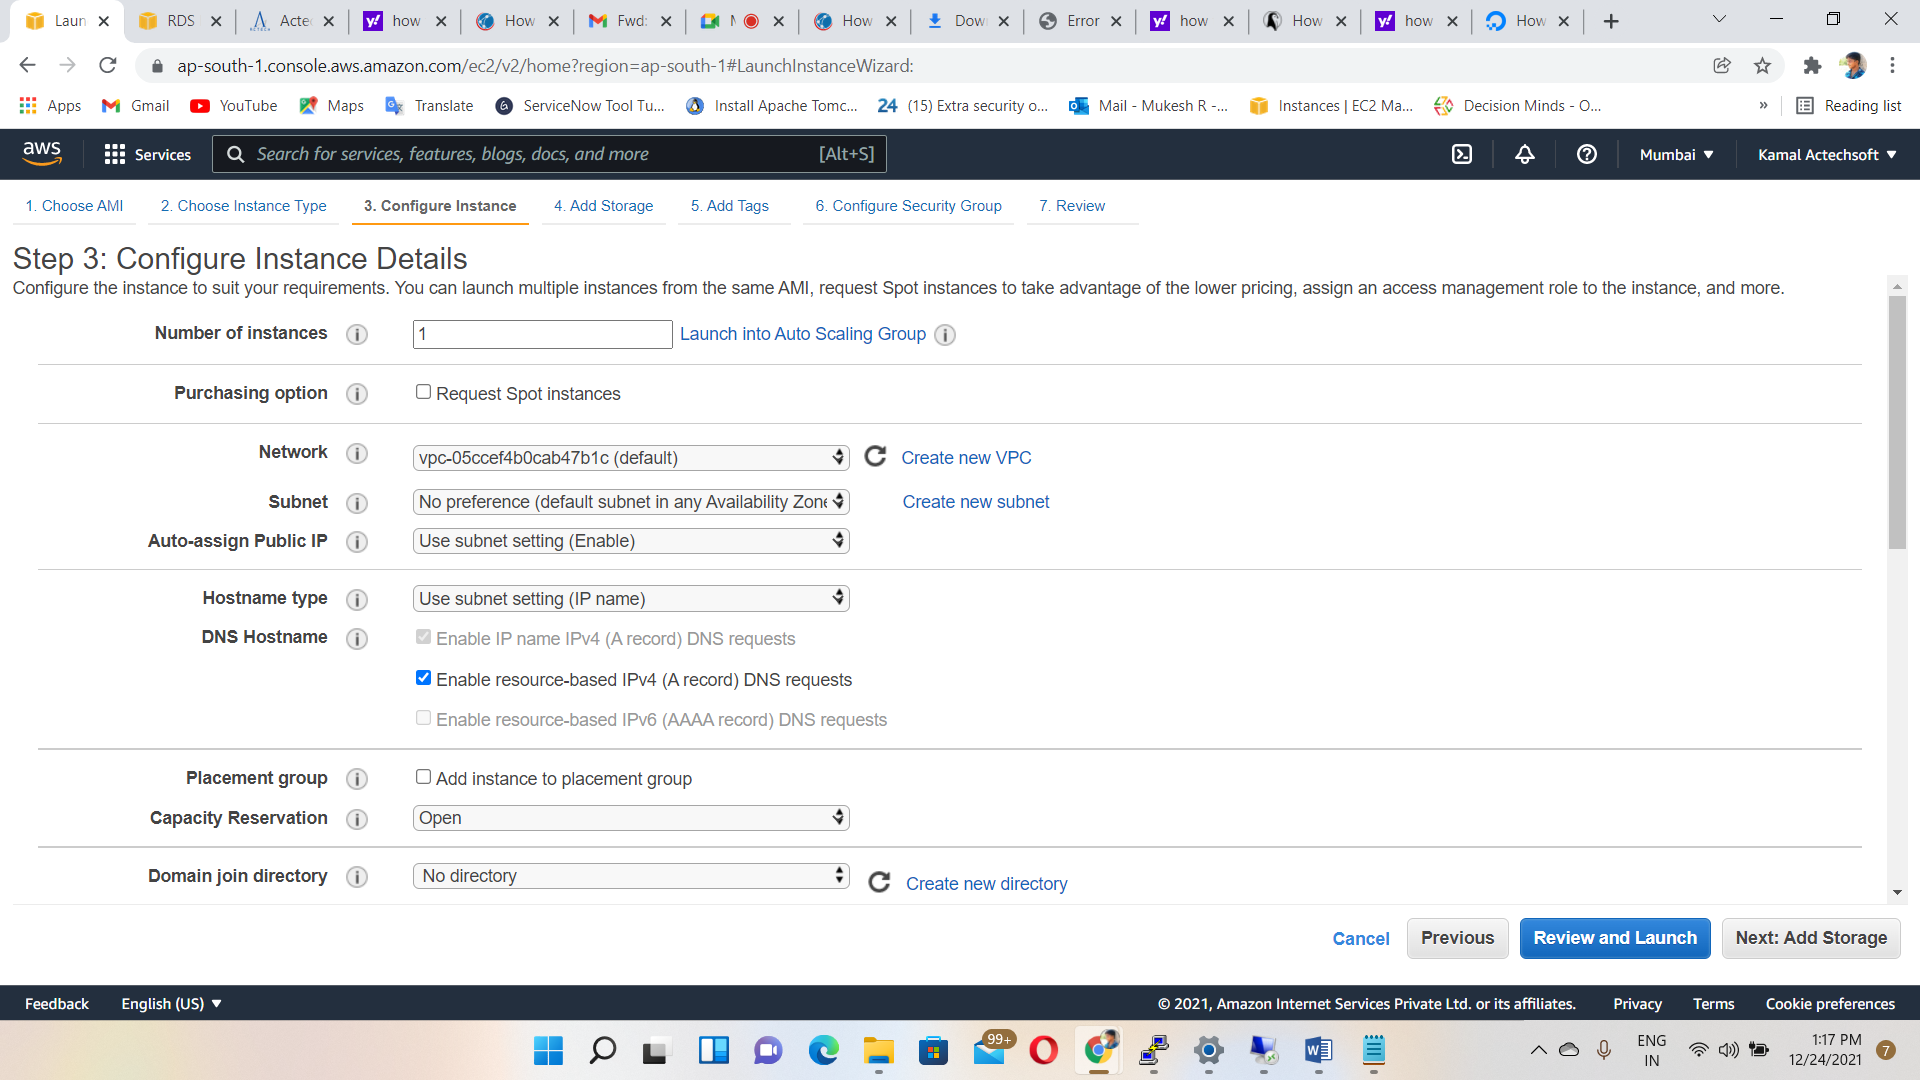 Laun
RDS
Acte
how
How
Fwd:
M
How
Dow
Error
how
How
how
How
ap-south-1.console.aws.amazon.com/ec2/v2/home?region=ap-south-1#LaunchInstanceWizard:
Apps
Gmail
YouTube
Maps
Translate
ServiceNow Tool Tu...
Install Apache Tomc...
24 (15) Extra security o...
Mail - Mukesh R -...
Instances | EC2 Ma...
Decision Minds - O...
»
Reading list
aws
Services
Search for services, features, blogs, docs, and more [Alt+S]
Mumbai ▼
Kamal Actechsoft ▼
1. Choose AMI
2. Choose Instance Type
3. Configure Instance
4. Add Storage
5. Add Tags
6. Configure Security Group
7. Review
Step 3: Configure Instance Details
Configure the instance to suit your requirements. You can launch multiple instances from the same AMI, request Spot instances to take advantage of the lower pricing, assign an access management role to the instance, and more.
Number of instances i 1 Launch into Auto Scaling Group i
Purchasing option i Request Spot instances
Network i vpc-05ccef4b0cab47b1c (default) Create new VPC
Subnet i No preference (default subnet in any Availability Zone Create new subnet
Auto-assign Public IP i Use subnet setting (Enable)
Hostname type i Use subnet setting (IP name)
DNS Hostname i Enable IP name IPv4 (A record) DNS requests
Enable resource-based IPv4 (A record) DNS requests
Enable resource-based IPv6 (AAAA record) DNS requests
Placement group i Add instance to placement group
Capacity Reservation i Open
Domain join directory i No directory Create new directory
Cancel
Previous
Review and Launch
Next: Add Storage
Feedback
English (US) ▼
© 2021, Amazon Internet Services Private Ltd. or its affiliates.
Privacy
Terms
Cookie preferences
99+
ENG
IN
1:17 PM
12/24/2021
7